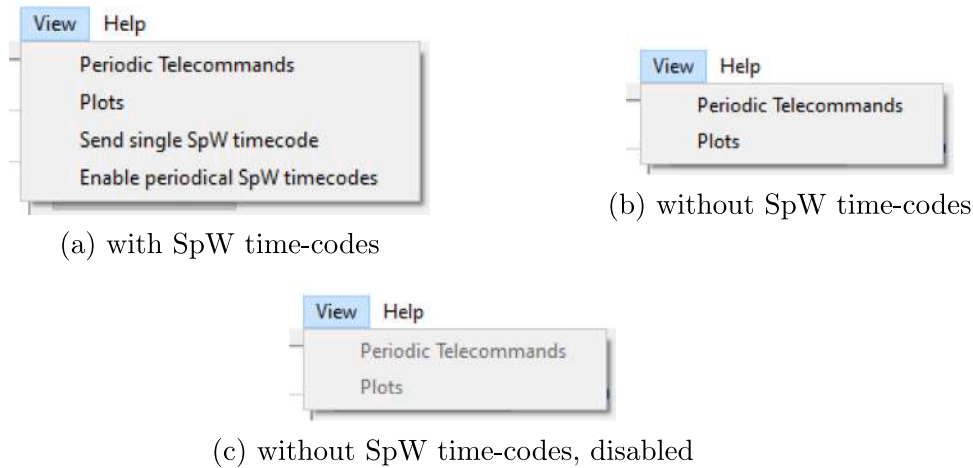 View Help
Periodic Telecommands
Plots
Send single SpW timecode
Enable periodical SpW timecodes
(a) with SpW time-codes
View Help
Periodic Telecommands
Plots
(b) without SpW time-codes
View Help
Periodic Telecommands
Plots
(c) without SpW time-codes, disabled